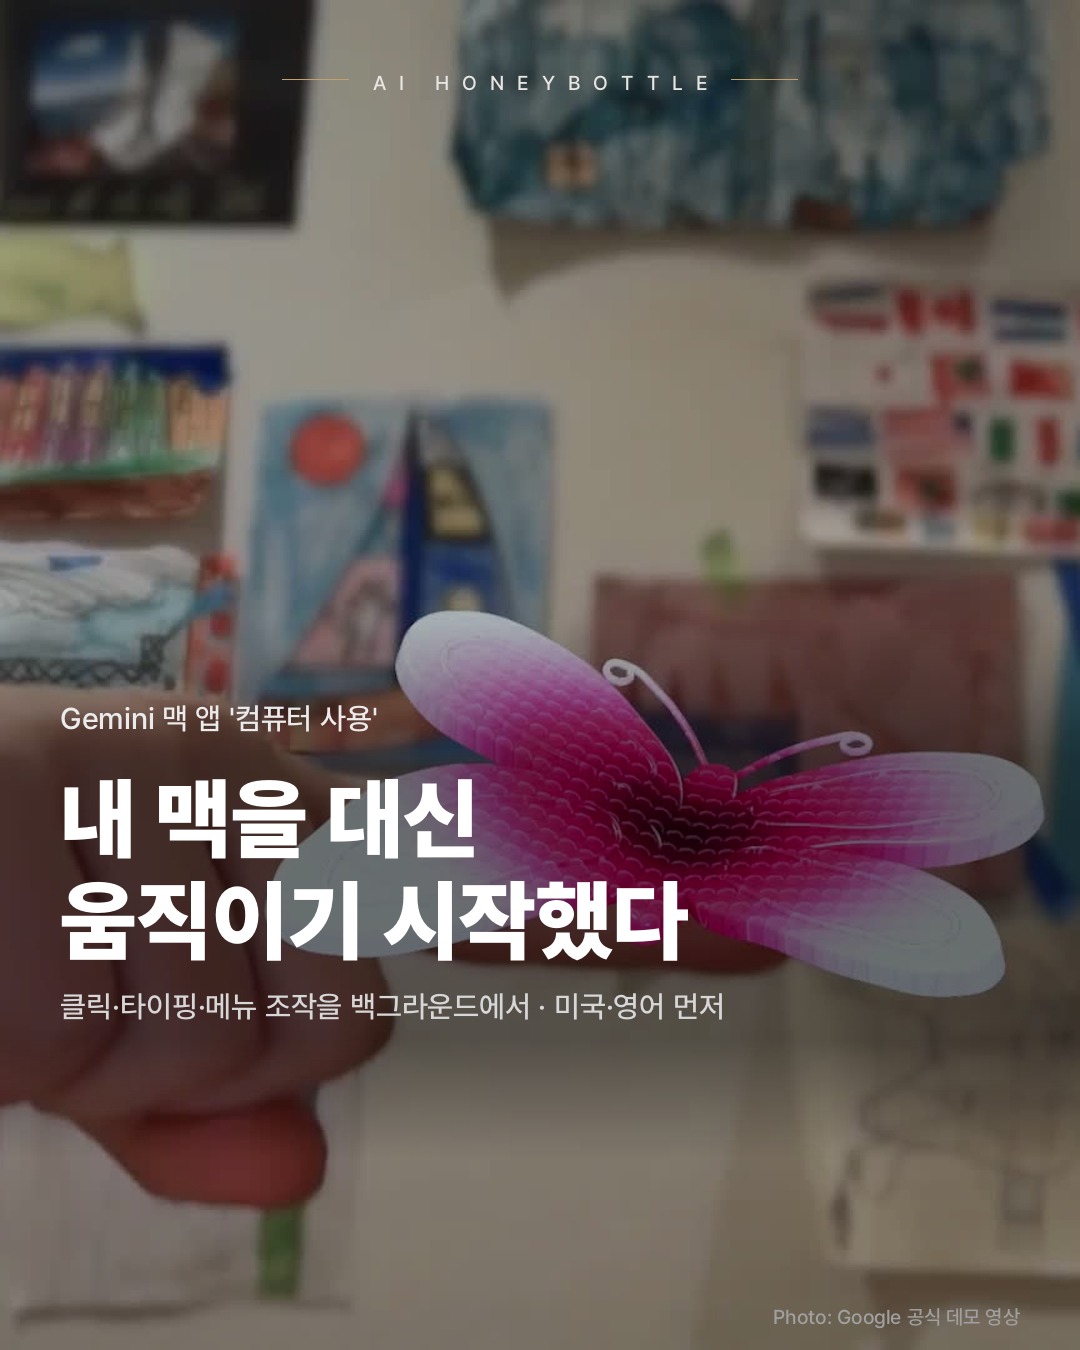 AI HONEYBOTTLE
Gemini 맥 앱 '컴퓨터 사용'
내 맥을 대신
움직이기 시작했다
클릭·타이핑·메뉴 조작을 백그라운드에서 · 미국·영어 먼저
Photo: Google 공식 데모 영상